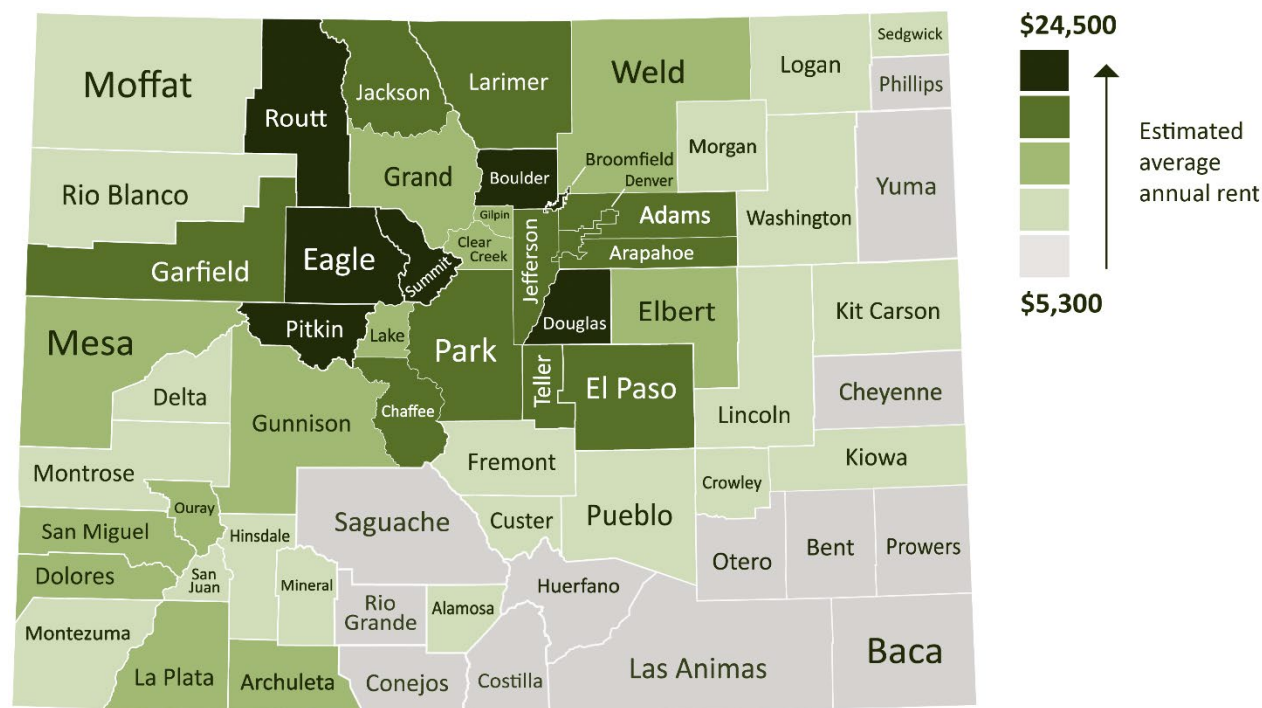 Moffat
Routt
Jackson
Larimer
Weld
Logan
Sedgwick
Phillips
Rio Blanco
Grand
Boulder
Broomfield
Denver
Morgan
Washington
Yuma
Garfield
Eagle
Summit
Gilpin
Clear
Creek
Jefferson
Adams
Arapahoe
Mesa
Pitkin
Lake
Park
Douglas
Elbert
Kit Carson
Delta
Gunnison
Chaffee
Teller
El Paso
Lincoln
Cheyenne
Montrose
Fremont
Crowley
Kiowa
Ouray
San Miguel
Hinsdale
Saguache
Custer
Pueblo
Otero
Bent
Prowers
Dolores
San
Juan
Mineral
Rio
Grande
Alamosa
Huerfano
Montezuma
La Plata
Archuleta
Conejos
Costilla
Las Animas
Baca
$24,500
Estimated
average
annual rent
$5,300